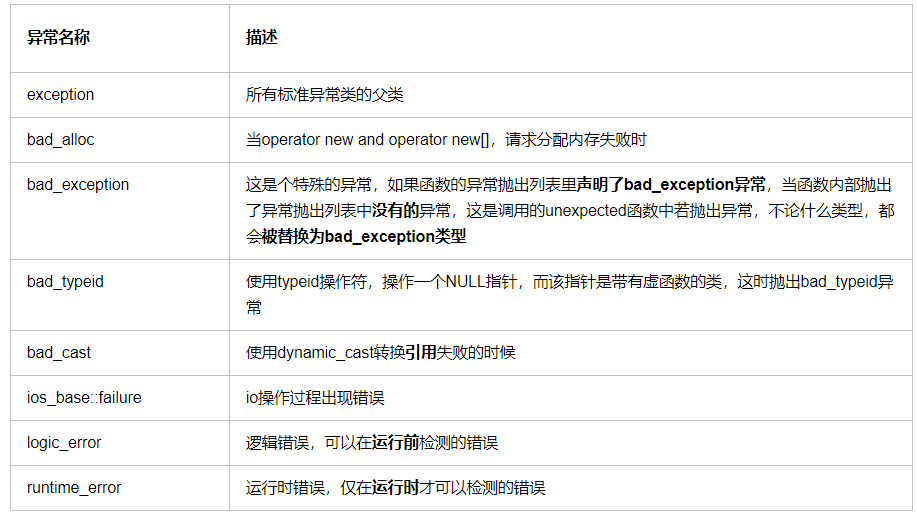 异常名称 描述
exception 所有标准异常类的父类
bad_alloc 当operator new and operator new[]，请求分配内存失败时
bad_exception 这是个特殊的异常，如果函数的异常抛出列表里声明了bad_exception异常，当函数内部抛出
了异常抛出列表中没有的异常，这是调用的unexpected函数中若抛出异常，不论什么类型，都
会被替换为bad_exception类型
bad_typeid 使用typeid操作符，操作一个NULL指针，而该指针是带有虚函数的类，这时抛出bad_typeid异
常
bad_cast 使用dynamic_cast转换引用失败的时候
ios_base::failure io操作过程出现错误
logic_error 逻辑错误，可以在运行前检测的错误
runtime_error 运行时错误，仅在运行时才可以检测的错误